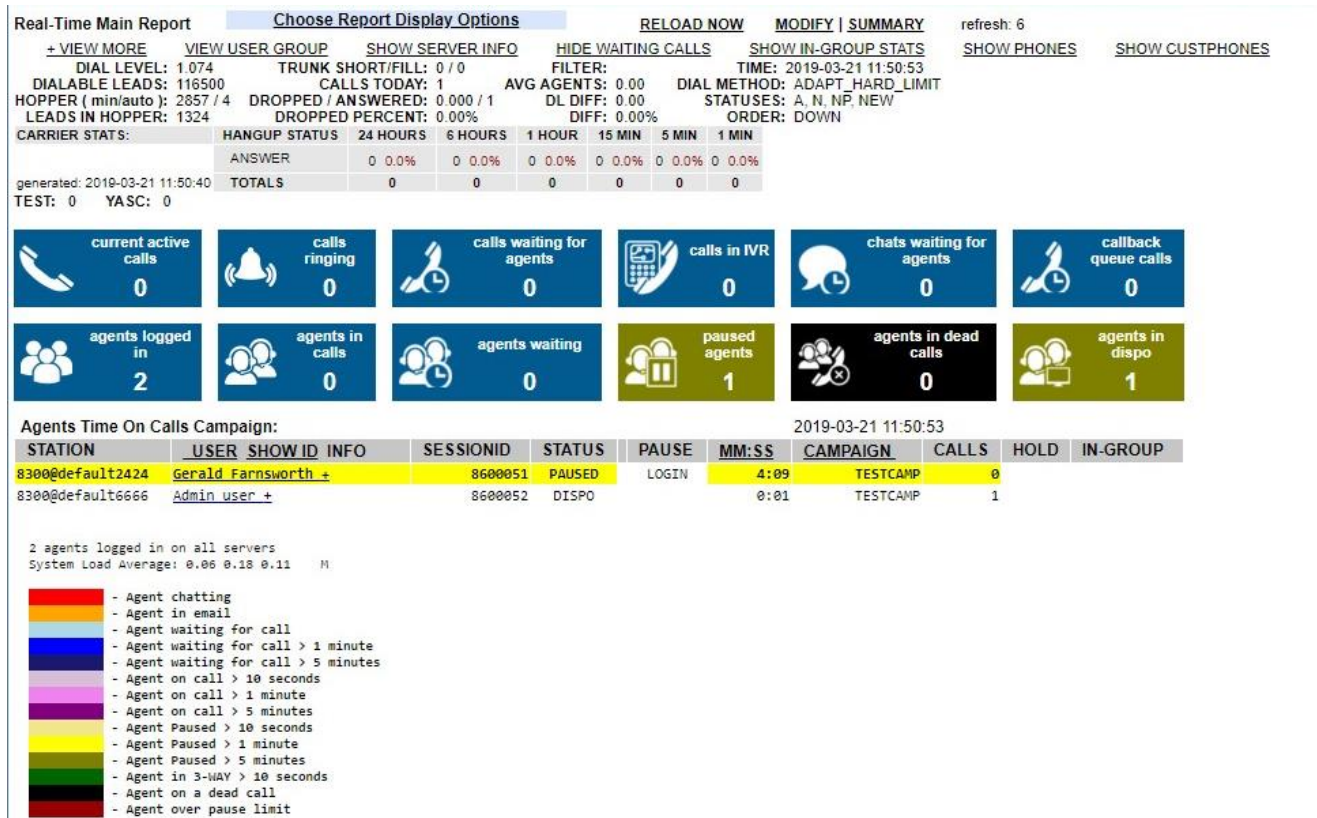 Real-Time Main Report Choose Report Display Options RELOAD NOW MODIFY | SUMMARY refresh: 6
+ VIEW MORE VIEW USER GROUP SHOW SERVER INFO HIDE WAITING CALLS SHOW IN-GROUP STATS SHOW PHONES SHOW CUSTPHONES
DIAL LEVEL: 1.074 TRUNK SHORT/FILL: 0 / 0 FILTER: TIME: 2019-03-21 11:50:53
DIALABLE LEADS: 116500 CALLS TODAY: 1 AVG AGENTS: 0.00 DIAL METHOD: ADAPT_HARD_LIMIT
HOPPER ( min/auto ): 2857 / 4 DROPPED / ANSWERED: 0.000 / 1 DL DIFF: 0.00 STATUSES: A, N, NP, NEW
LEADS IN HOPPER: 1324 DROPPED PERCENT: 0.00% DIFF: 0.00% ORDER: DOWN
CARRIER STATS: HANGUP STATUS 24 HOURS 6 HOURS 1 HOUR 15 MIN 5 MIN 1 MIN
ANSWER 0 0.0% 0 0.0% 0 0.0% 0 0.0% 0 0.0% 0 0.0%
generated: 2019-03-21 11:50:40 TOTALS 0 0 0 0 0 0
TEST: 0 YASC: 0
current active calls
0
calls ringing
0
calls waiting for agents
0
calls in IVR
0
chats waiting for agents
0
callback queue calls
0
agents logged in
2
agents in calls
0
agents waiting
0
paused agents
1
agents in dead calls
0
agents in dispo
1
Agents Time On Calls Campaign: 2019-03-21 11:50:53
STATION USER SHOW ID INFO SESSIONID STATUS PAUSE MM:SS CAMPAIGN CALLS HOLD IN-GROUP
8300@default2424 Gerald Farnsworth + 8600051 PAUSED LOGIN 4:09 TESTCAMP 0
8300@default6666 Admin user + 8600052 DISPO 0:01 TESTCAMP 1
2 agents logged in on all servers
System Load Average: 0.06 0.18 0.11 M
- Agent chatting
- Agent in email
- Agent waiting for call
- Agent waiting for call > 1 minute
- Agent waiting for call > 5 minutes
- Agent on call > 10 seconds
- Agent on call > 1 minute
- Agent on call > 5 minutes
- Agent Paused > 10 seconds
- Agent Paused > 1 minute
- Agent Paused > 5 minutes
- Agent in 3-WAY > 10 seconds
- Agent on a dead call
- Agent over pause limit